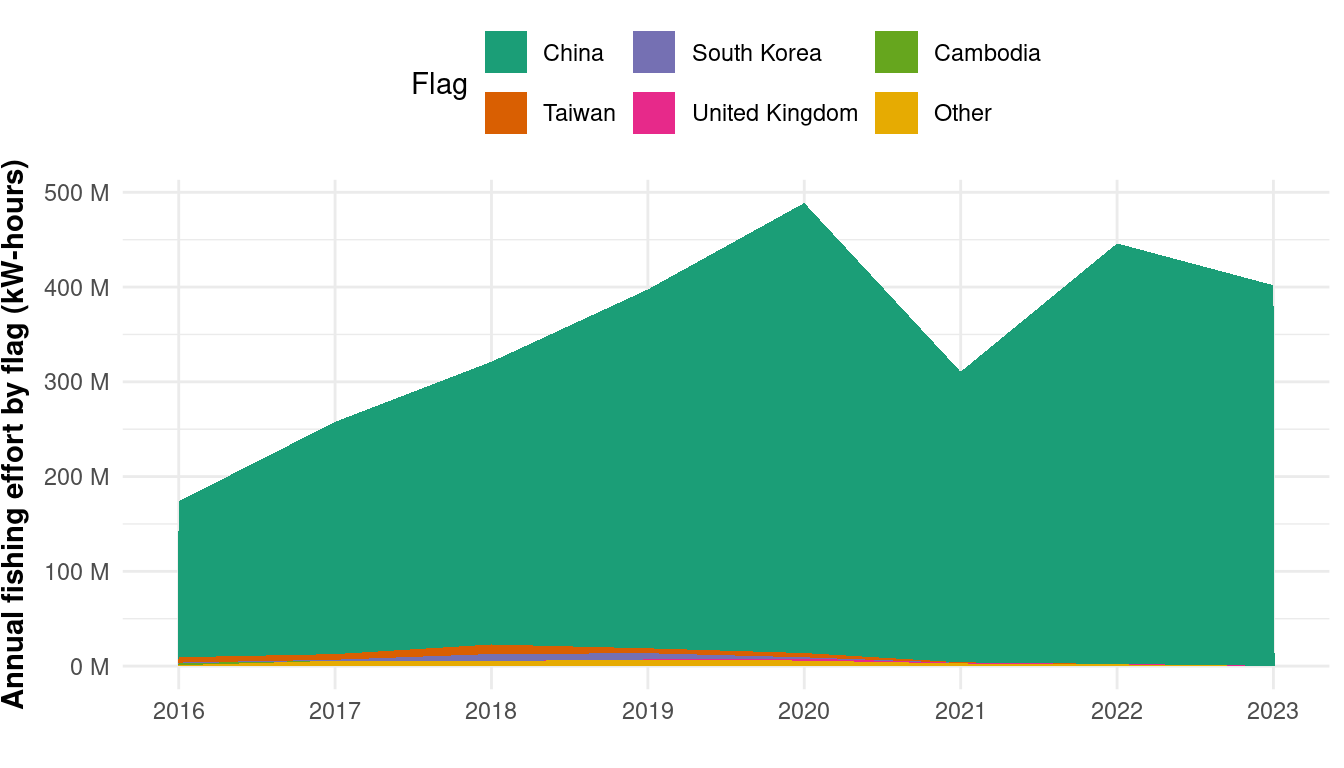 Flag
China
South Korea
Cambodia
Taiwan
United Kingdom
Other
Annual fishing effort by flag (kW-hours)
500 M
400 M
300 M
200 M
100 M
0 M
2016 2017 2018 2019 2020 2021 2022 2023